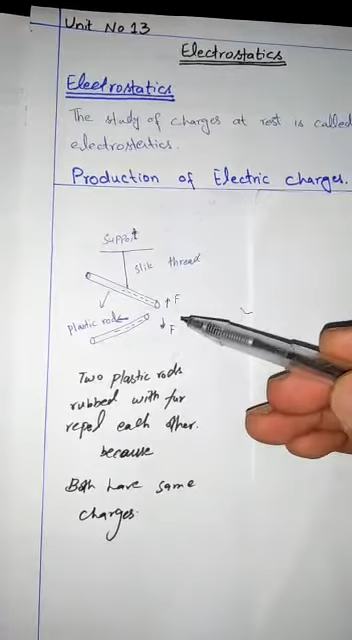 Unit No 13
Electrostatics
Electrostatics
The study of charges at rest is called
electrostatics.
Production of Electric charges.
Support
slik thread
F
plastic rods
F
Two plastic rods
rubbed with fur
repel each other.
because
Both have same
charges.